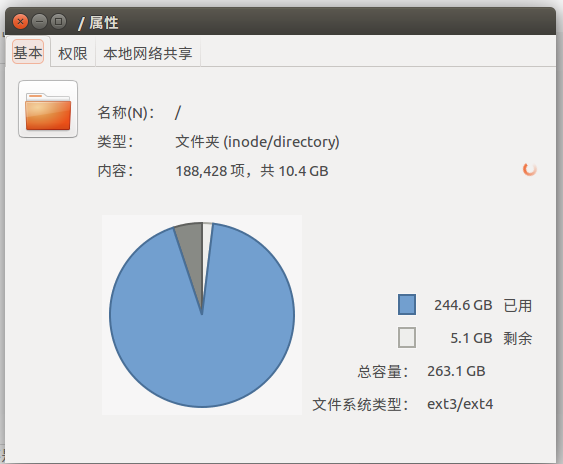 / 属性
基本 权限 本地网络共享
名称(N)： /
类型： 文件夹 (inode/directory)
内容： 188,428 项，共 10.4 GB
244.6 GB 已用
5.1 GB 剩余
总容量： 263.1 GB
文件系统类型： ext3/ext4